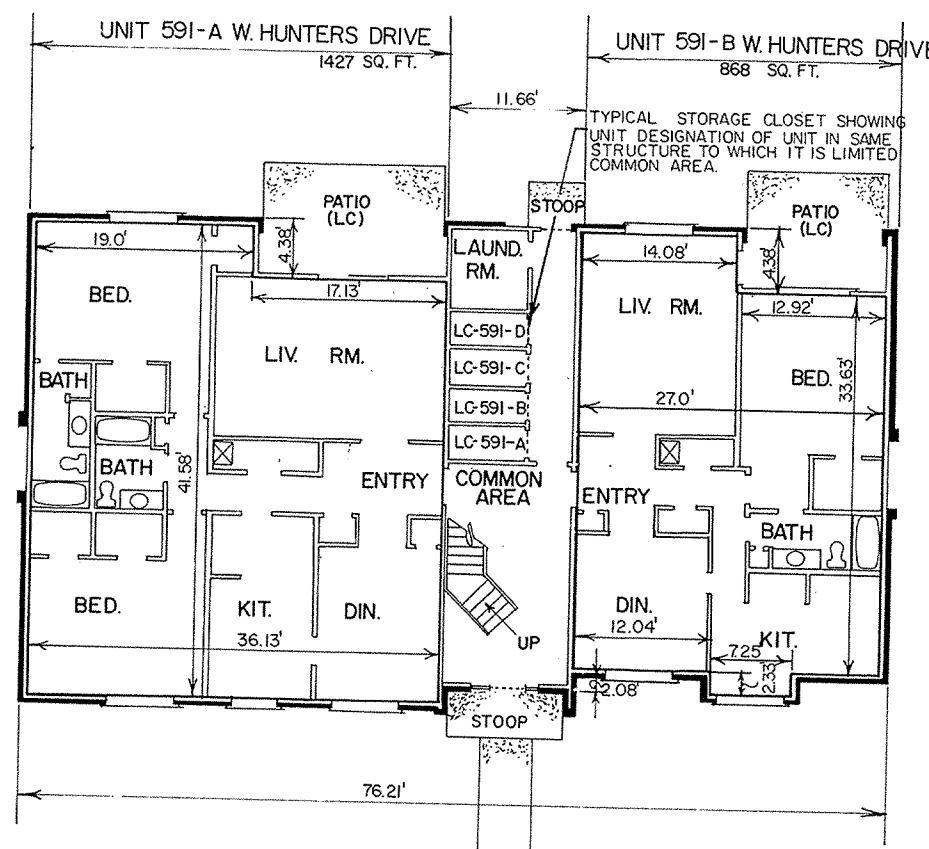 UNIT 591-A W. HUNTERS DRIVE
1427 SQ. FT.
UNIT 591-B W. HUNTERS DRIVE
868 SQ. FT.
11.66'
TYPICAL STORAGE CLOSET SHOWING
UNIT DESIGNATION OF UNIT IN SAME
STRUCTURE TO WHICH IT IS LIMITED
COMMON AREA.
PATIO
(LC)
STOOP
PATIO
(LC)
19.0'
4.38'
LAUND.
RM.
14.08'
4.38'
BED.
17.13'
LIV. RM.
12.92'
LIV. RM.
LC-591-D
LC-591-C
LC-591-B
LC-591-A
BED.
33.63'
BATH
27.0'
BATH
41.58'
ENTRY
COMMON
AREA
ENTRY
BATH
BED.
KIT.
DIN.
UP
DIN.
KIT.
36.13'
12.04'
7.25'
2.33'
2.08'
STOOP
76.21'